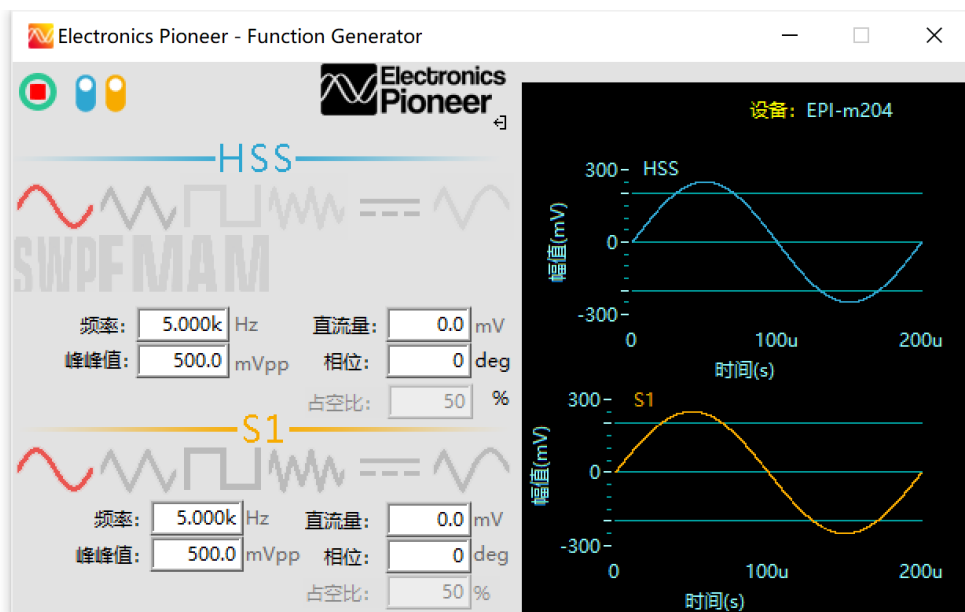 Electronics Pioneer - Function Generator
Electronics
Pioneer
HSS
SWPFMAM
频率: 5.000k Hz 直流量: 0.0 mV
峰峰值: 500.0 mVpp 相位: 0 deg
占空比: 50 %
S1
频率: 5.000k Hz 直流量: 0.0 mV
峰峰值: 500.0 mVpp 相位: 0 deg
占空比: 50 %
设备: EPI-m204
300
HSS
幅值(mV)
0
-300
0 100u 200u
时间(s)
300
S1
幅值(mV)
0
-300
0 100u 200u
时间(s)